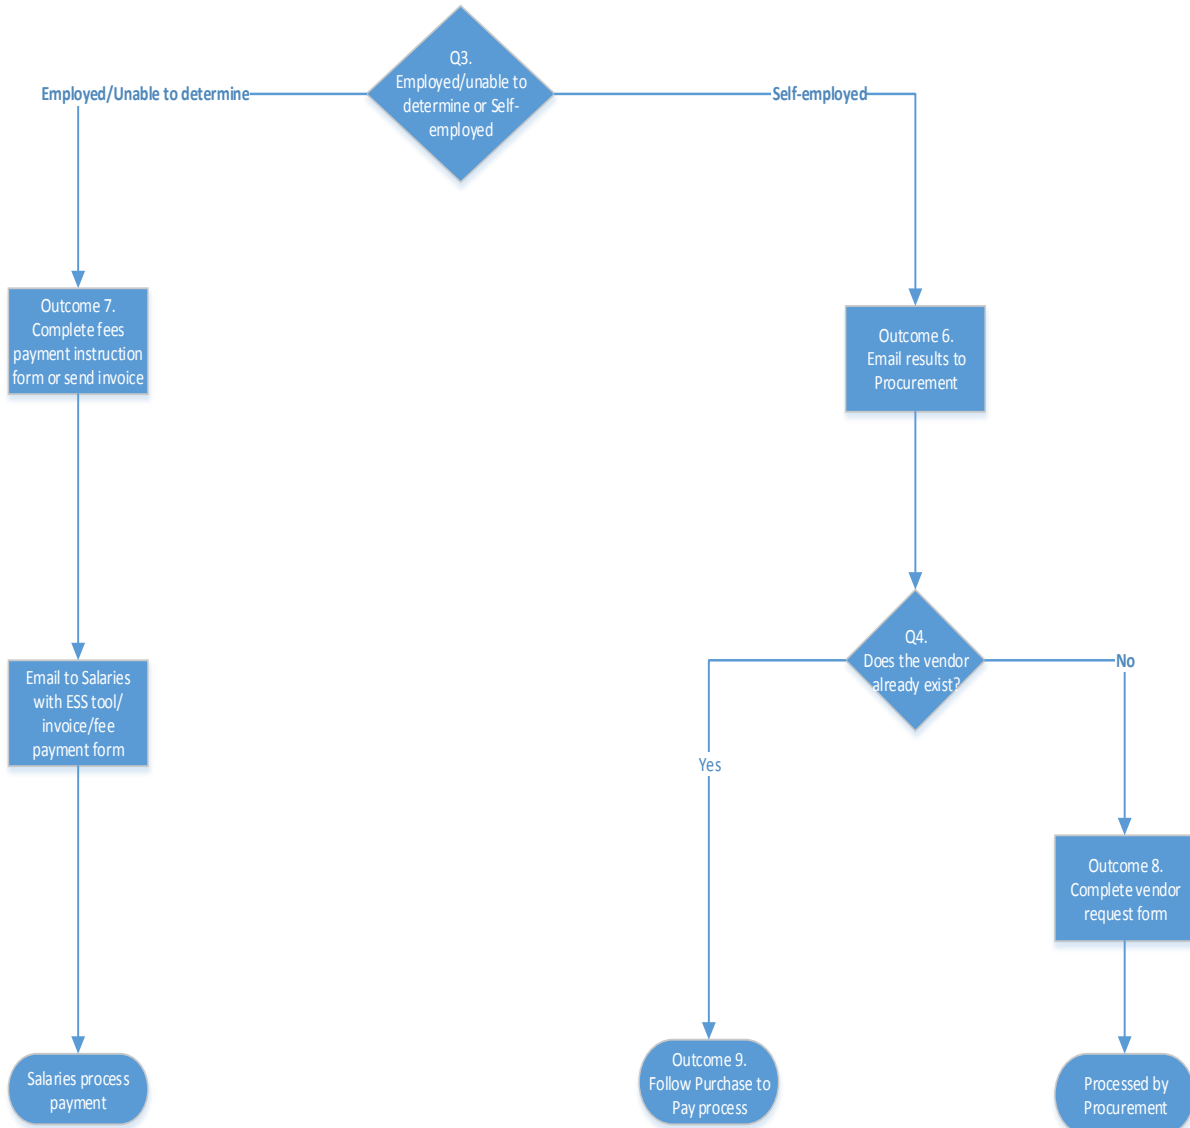 Q3.
Employed/unable to
determine or Self-
employed
Employed/Unable to determine
Self-employed
Outcome 7.
Complete fees
payment instruction
form or send invoice
Outcome 6.
Email results to
Procurement
Q4.
Does the vendor
already exist?
No
Email to Salaries
with ESS tool/
invoice/fee
payment form
Yes
Outcome 8.
Complete vendor
request form
Salaries process
payment
Outcome 9.
Follow Purchase to
Pay process
Processed by
Procurement